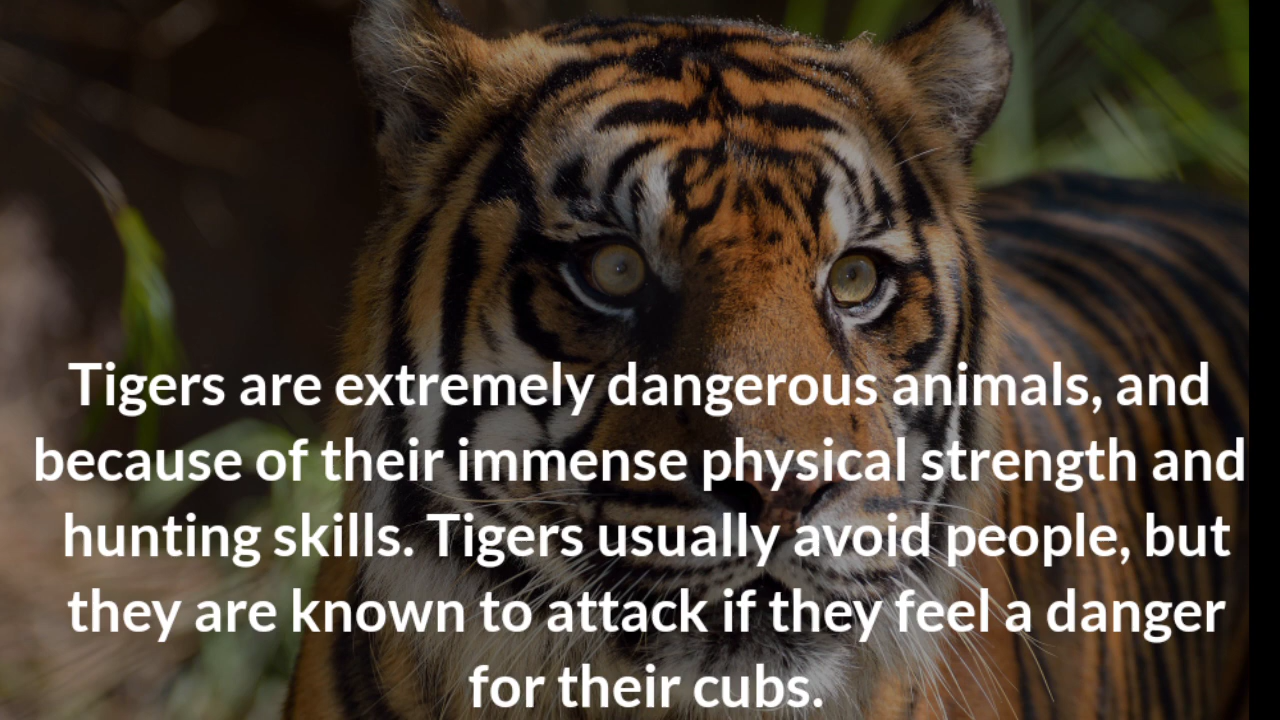 Tigers are extremely dangerous animals, and
because of their immense physical strength and
hunting skills. Tigers usually avoid people, but
they are known to attack if they feel a danger
for their cubs.